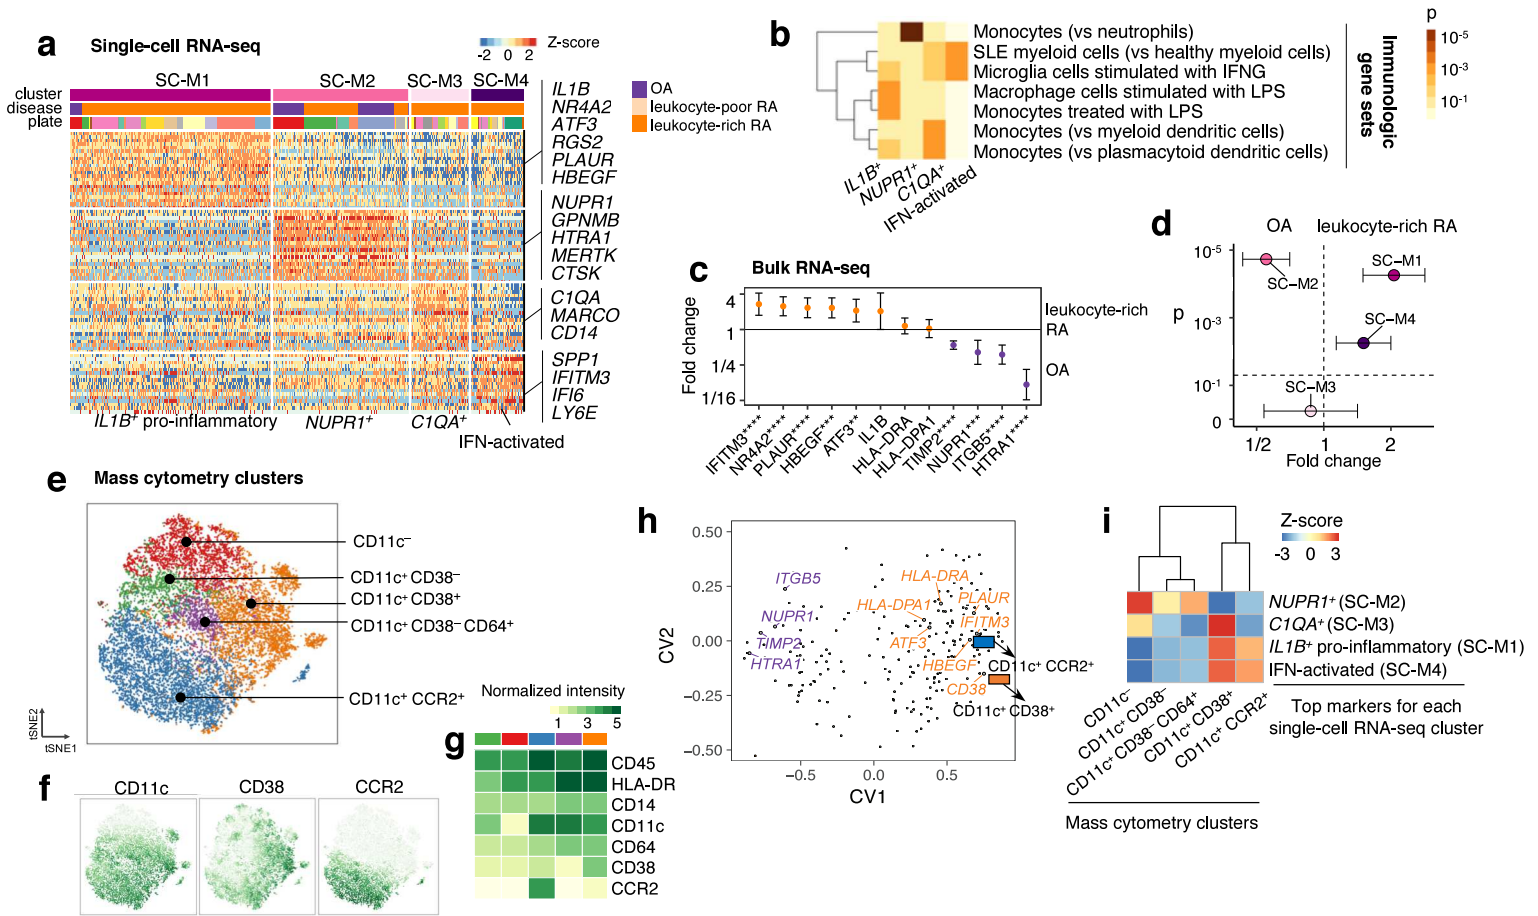 a Single-cell RNA-seq
Z-score
-2 0 2
SC-M1 SC-M2 SC-M3 SC-M4
cluster
disease
plate
OA
leukocyte-poor RA
leukocyte-rich RA
IL1B
NR4A2
ATF3
RGS2
PLAUR
HBEGF
NUPR1
GPNMB
HTRA1
MERTK
CTSK
C1QA
MARCO
CD14
SPP1
IFITM3
IFI6
LY6E
IL1B⁺ pro-inflammatory NUPR1⁺ C1QA⁺
IFN-activated
b
Monocytes (vs neutrophils)
SLE myeloid cells (vs healthy myeloid cells)
Microglia cells stimulated with IFNG
Macrophage cells stimulated with LPS
Monocytes treated with LPS
Monocytes (vs myeloid dendritic cells)
Monocytes (vs plasmacytoid dendritic cells)
IL1B⁺
NUPR1⁺
C1QA⁺
IFN-activated
Immunologic
gene sets
p
10⁻⁵
10⁻³
10⁻¹
c Bulk RNA-seq
Fold change
4
1
1/4
1/16
leukocyte-rich
RA
OA
IFITM3****
NR4A2****
PLAUR****
HBEGF***
ATF3**
IL1B
HLA–DRA
HLA–DPA1
TIMP2****
NUPR1***
ITGB5****
HTRA1****
d
OA leukocyte-rich RA
p
10⁻⁵
10⁻³
10⁻¹
0
SC–M1
SC–M2
SC–M4
SC–M3
1/2 1 2
Fold change
e Mass cytometry clusters
CD11c⁻
CD11c⁺ CD38⁻
CD11c⁺ CD38⁺
CD11c⁺ CD38⁻ CD64⁺
CD11c⁺ CCR2⁺
tSNE2
tSNE1
f
CD11c CD38 CCR2
g
Normalized intensity
1 3 5
CD45
HLA-DR
CD14
CD11c
CD64
CD38
CCR2
h
CV2
0.50
0.25
0.00
−0.25
−0.50
−0.5 0.0 0.5
CV1
ITGB5
NUPR1
TIMP2
HTRA1
HLA-DRA
HLA-DPA1
PLAUR
IFITM3
ATF3
HBEGF
CD38
CD11c⁺ CCR2⁺
CD11c⁺ CD38⁺
i
Z-score
-3 0 3
NUPR1⁺ (SC-M2)
C1QA⁺ (SC-M3)
IL1B⁺ pro-inflammatory (SC-M1)
IFN-activated (SC-M4)
CD11c⁻
CD11c⁺ CD38⁻
CD11c⁺ CD38⁻ CD64⁺
CD11c⁺ CD38⁺
CD11c⁺ CCR2⁺
Top markers for each
single-cell RNA-seq cluster
Mass cytometry clusters